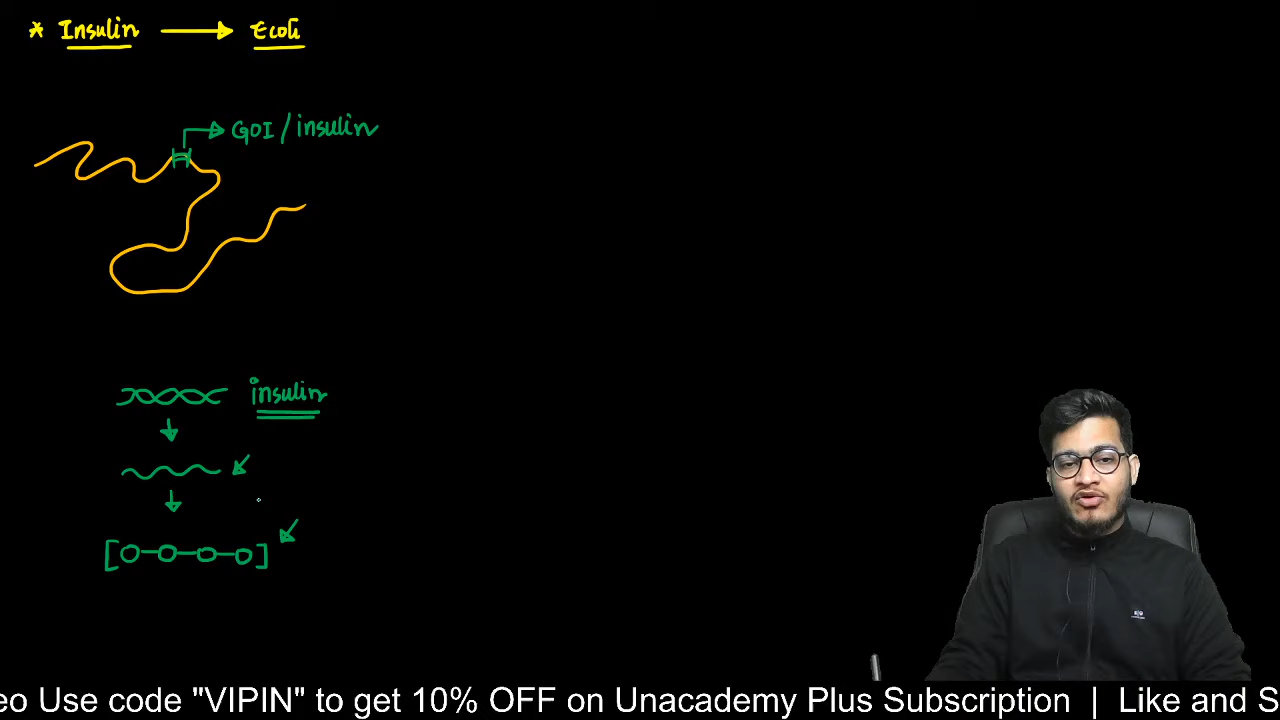 * Insulin → Ecoli
GOI/insulin
insulin
eo Use code "VIPIN" to get 10% OFF on Unacademy Plus Subscription | Like and S